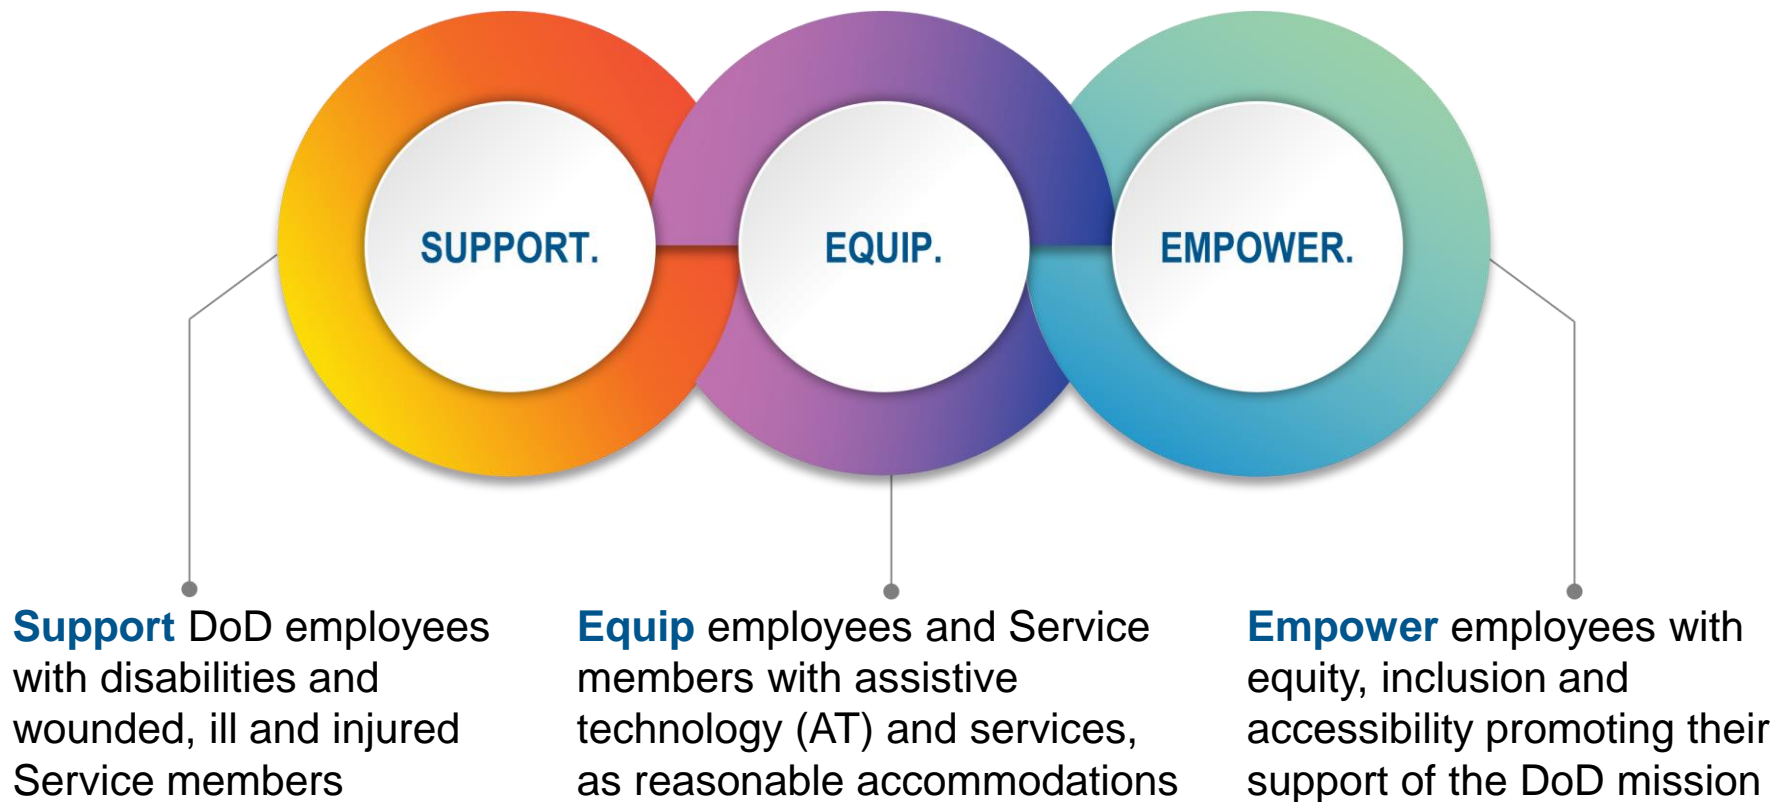 SUPPORT.
EQUIP.
EMPOWER.
Support DoD employees
with disabilities and
wounded, ill and injured
Service members
Equip employees and Service
members with assistive
technology (AT) and services,
as reasonable accommodations
Empower employees with
equity, inclusion and
accessibility promoting their
support of the DoD mission